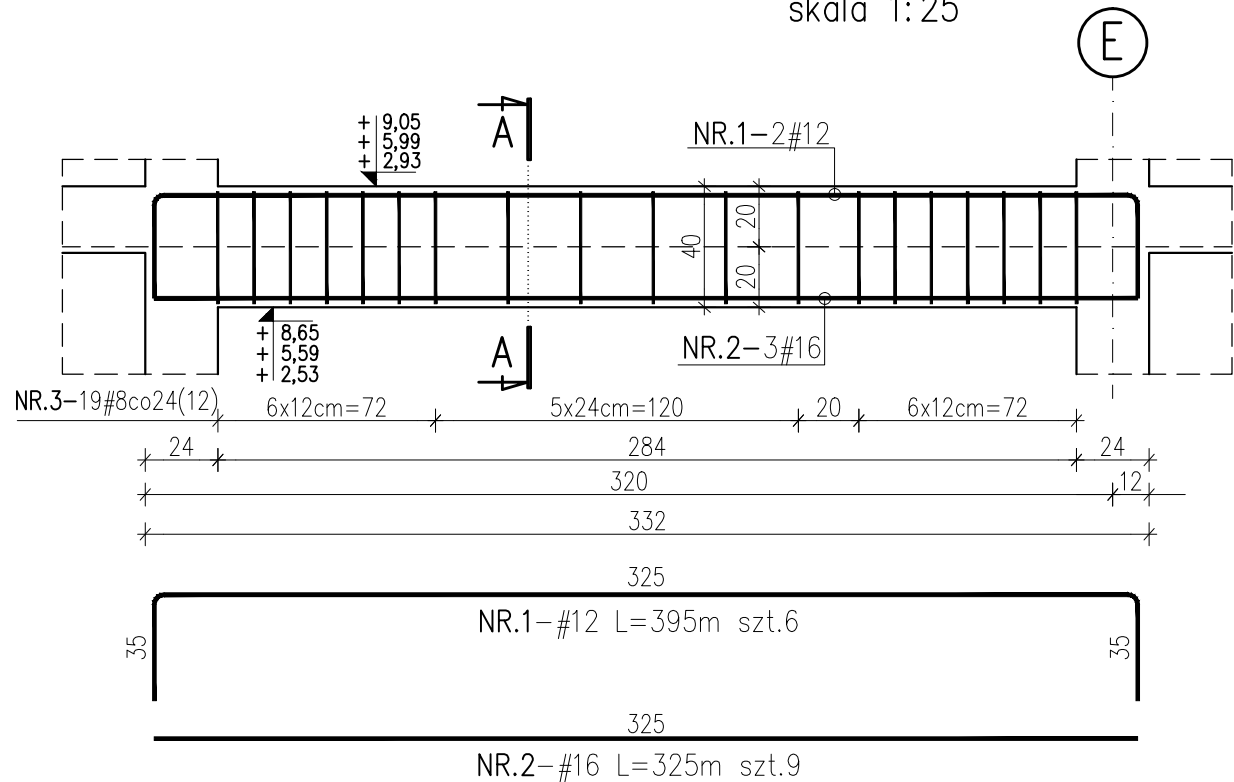 skala 1:25
E
+ 9,05
+ 5,99
+ 2,93
A
NR.1-2#12
20
40
20
+ 8,65
+ 5,59
+ 2,53
A
NR.2-3#16
NR.3-19#8co24(12)
6x12cm=72
5x24cm=120
20
6x12cm=72
24
284
24
320
12
332
325
35
NR.1-#12 L=395m szt.6
35
325
NR.2-#16 L=325m szt.9